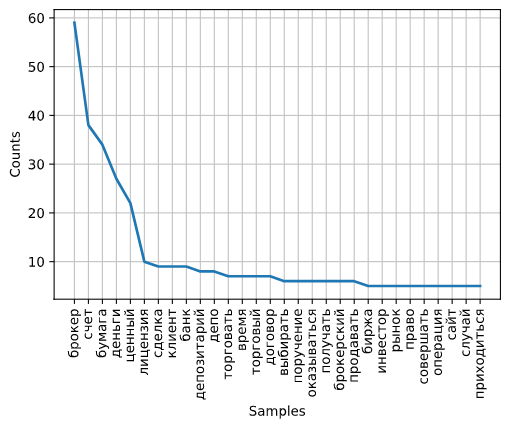 60
50
40
30
20
10
Counts
брокер
счет
бумага
деньги
ценный
лицензия
сделка
клиент
банк
депозитарий
депо
торговать
время
торговый
договор
выбирать
поручение
оказываться
получать
брокерский
продавать
биржа
инвестор
рынок
право
совершать
операция
сайт
случай
приходиться
Samples